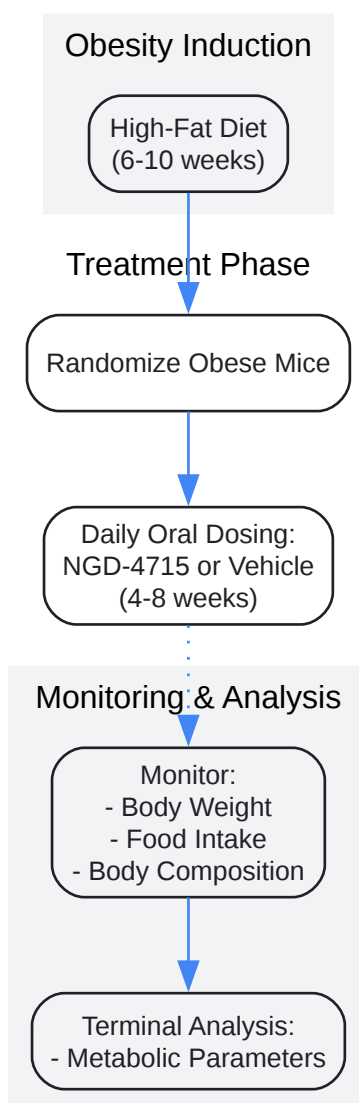 Obesity Induction
High-Fat Diet
(6-10 weeks)
Treatment Phase
Randomize Obese Mice
Daily Oral Dosing:
NGD-4715 or Vehicle
(4-8 weeks)
Monitoring & Analysis
Monitor:
- Body Weight
- Food Intake
- Body Composition
Terminal Analysis:
- Metabolic Parameters